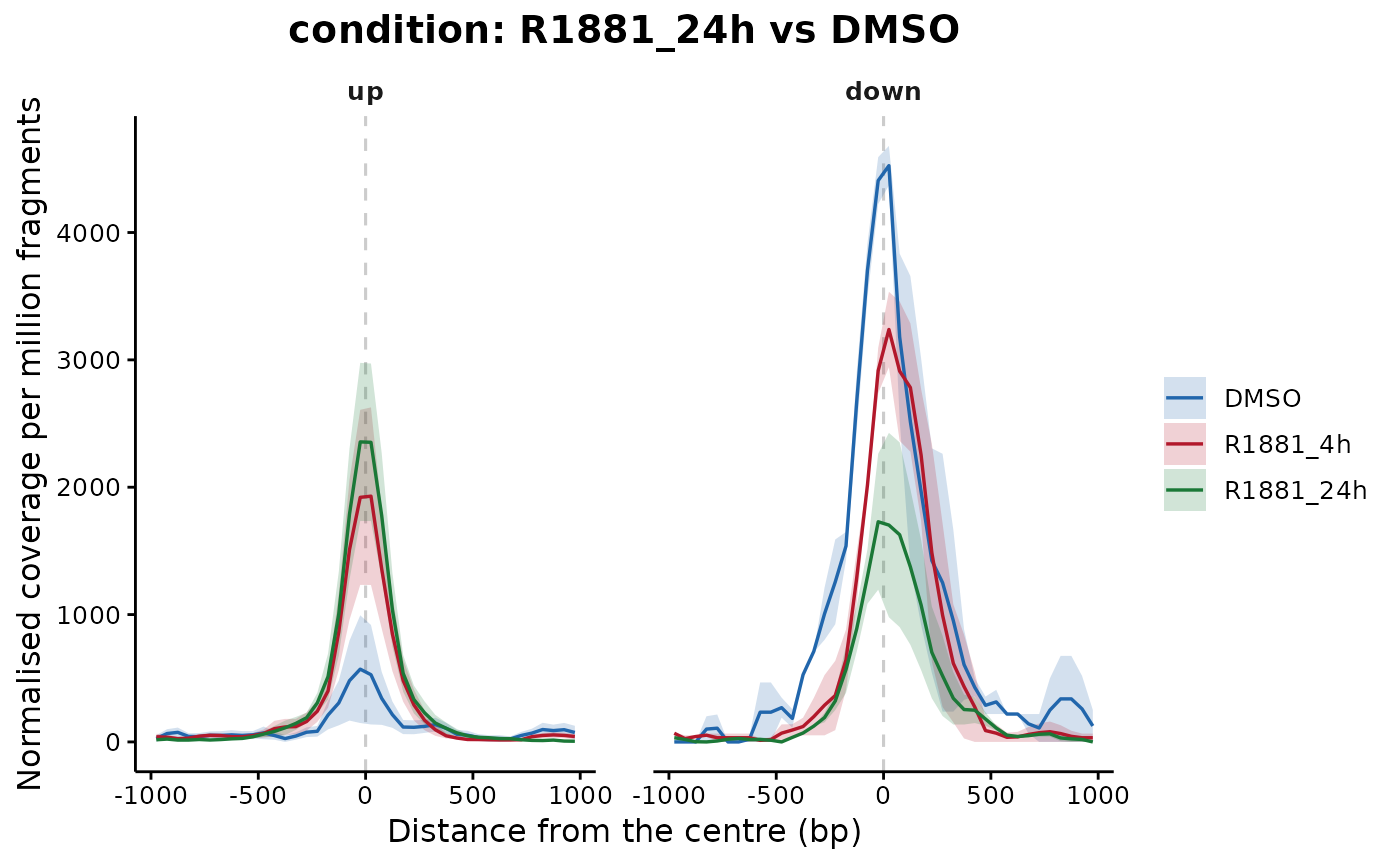 condition: R1881_24h vs DMSO
up
down
Normalised coverage per million fragments
4000
3000
2000
1000
0
-1000 -500 0 500 1000
-1000 -500 0 500 1000
Distance from the centre (bp)
DMSO
R1881_4h
R1881_24h